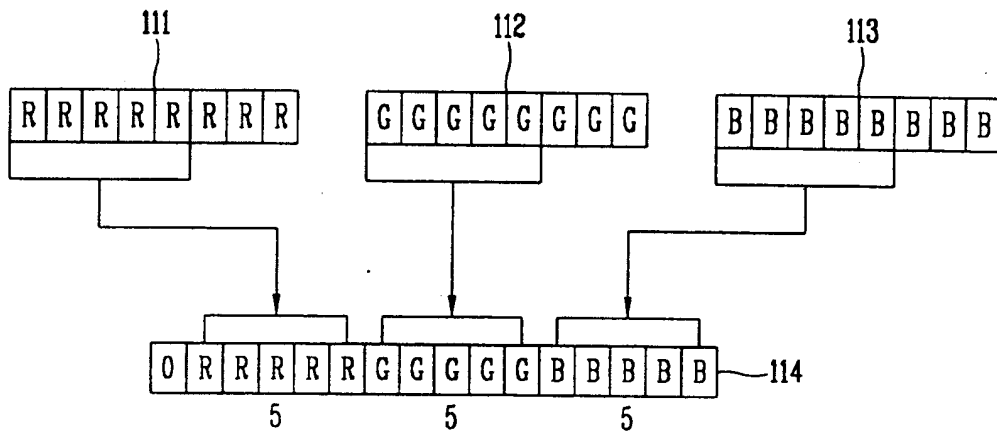 111
112
113
R R R R R R R R
G G G G G G G G
B B B B B B B B
0 R R R R R G G G G G B B B B B
114
5 5 5